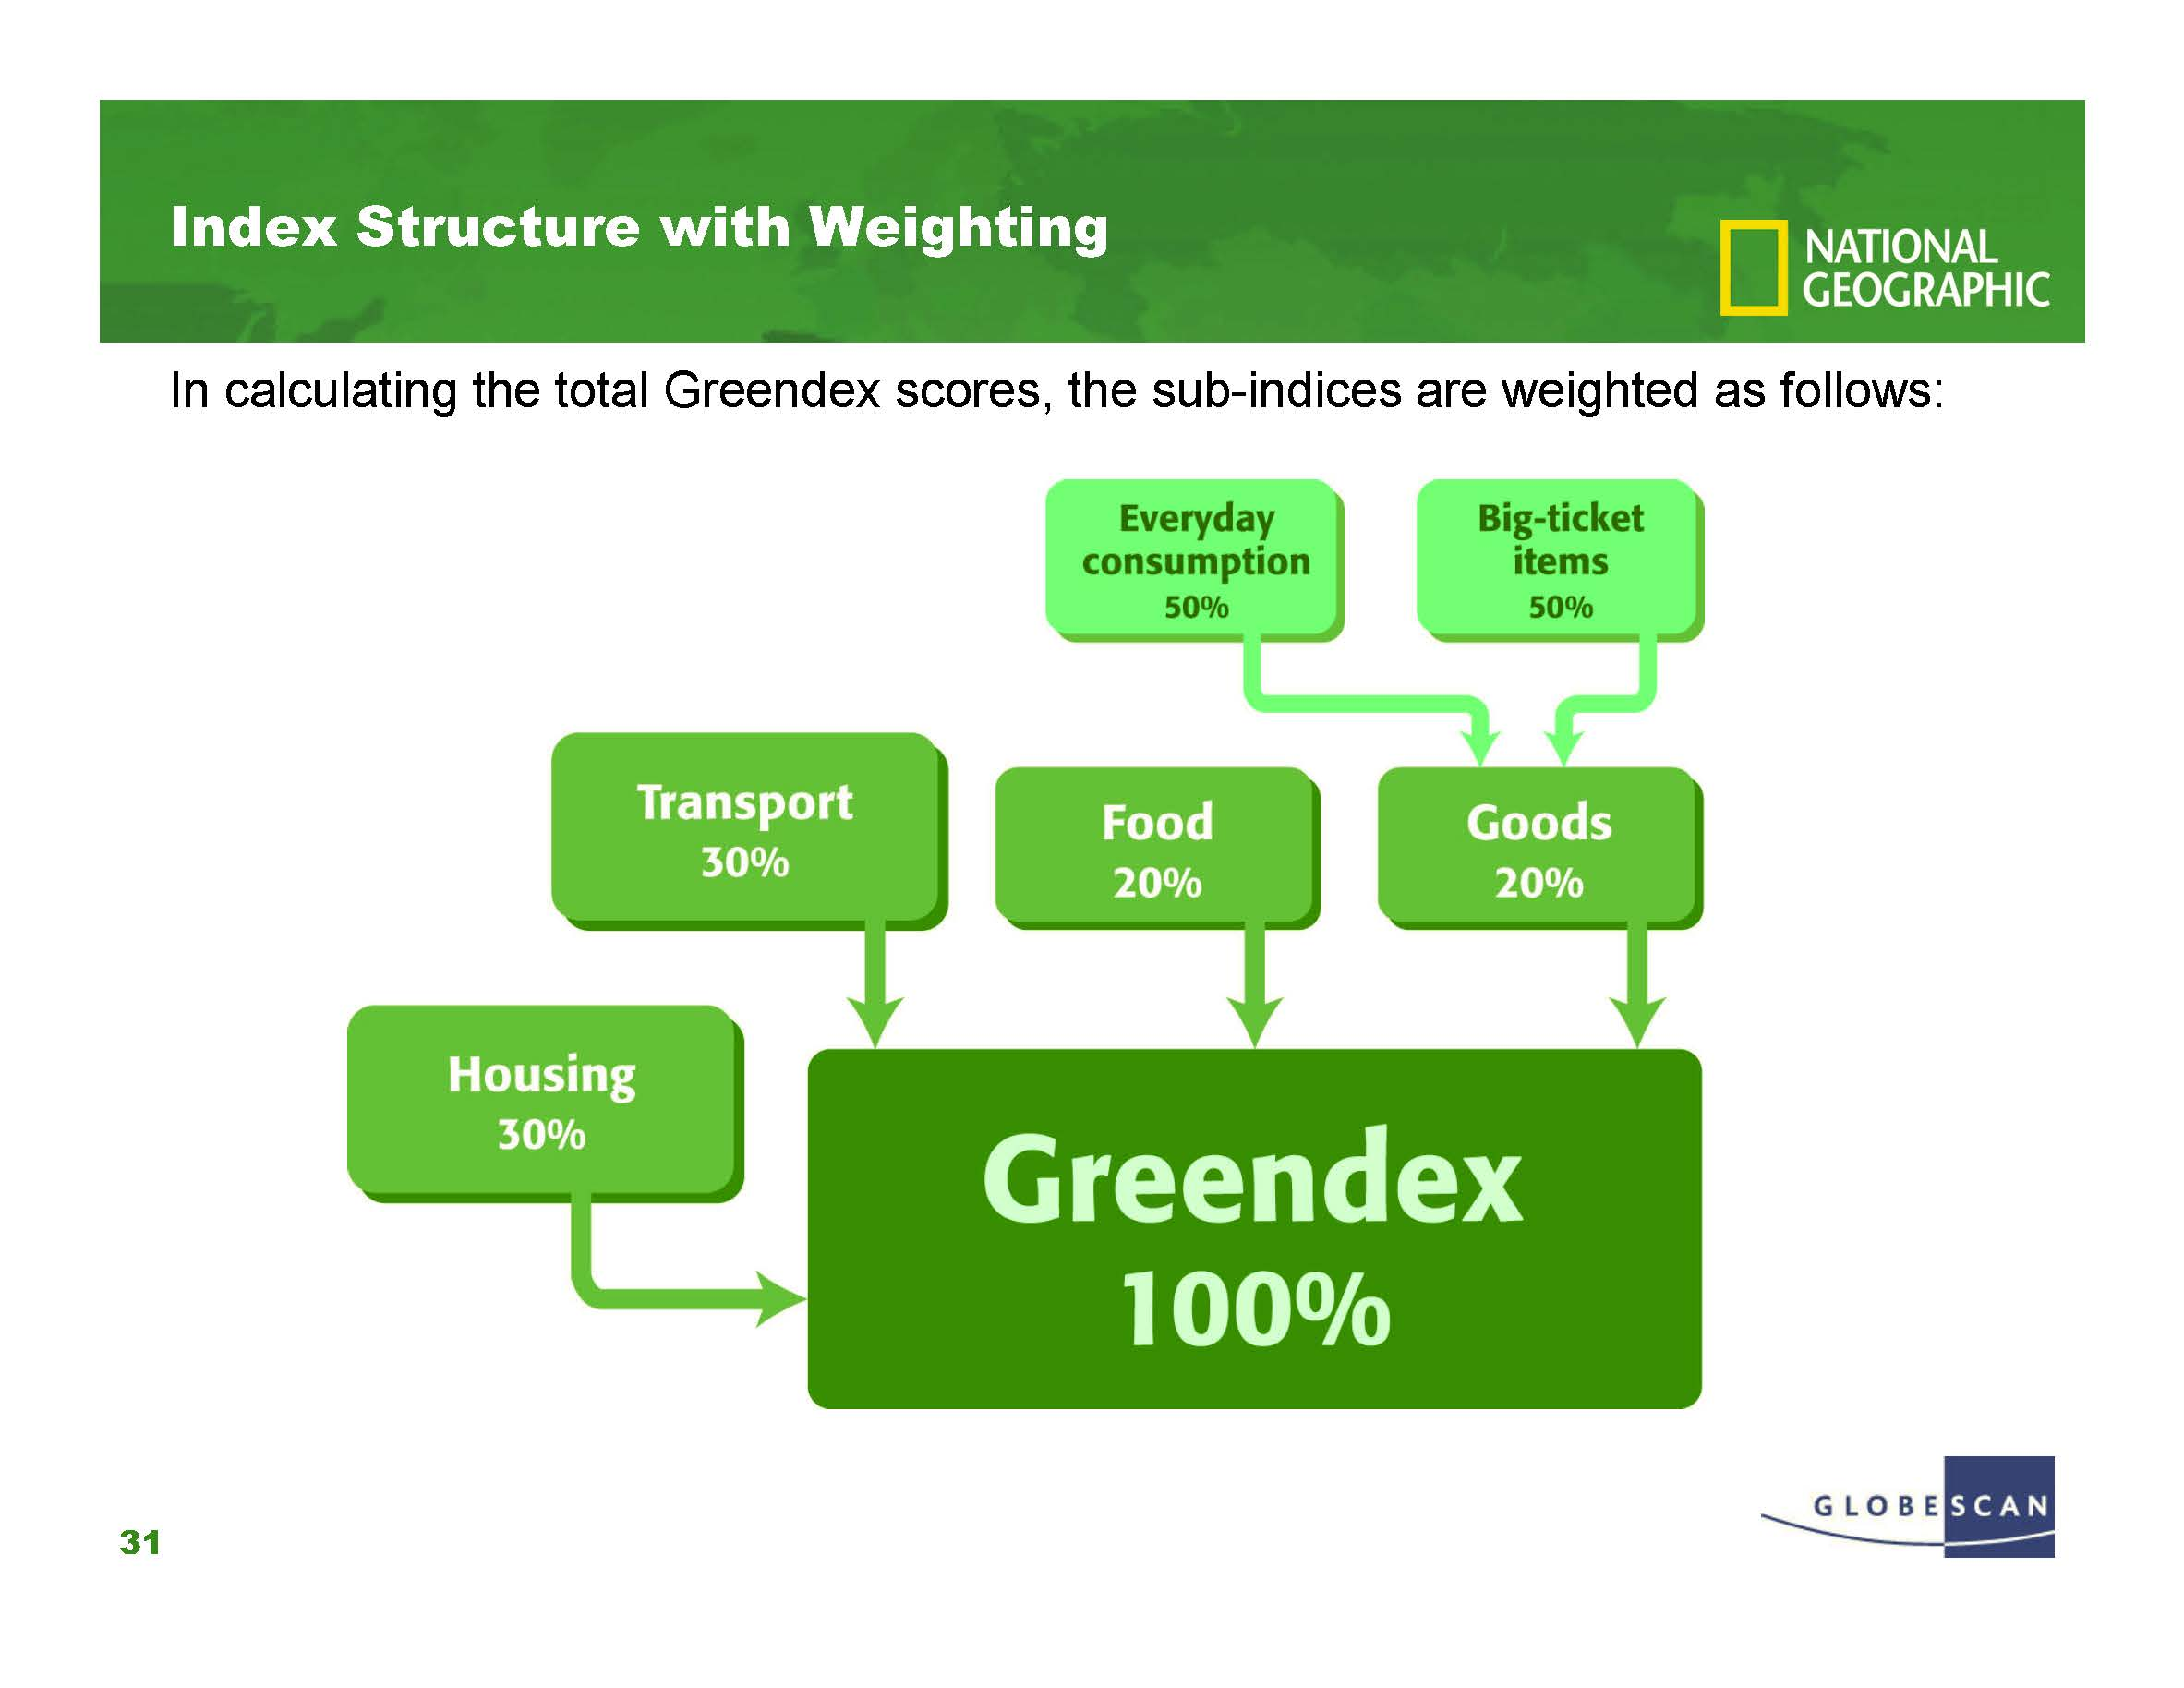 Index Structure with Weighting
NATIONAL
GEOGRAPHIC
In calculating the total Greendex scores, the sub-indices are weighted as follows:
Everyday
consumption
50%
Big-ticket
items
50%
Transport
30%
Food
20%
Goods
20%
Housing
30%
Greendex
100%
GLOBESCAN
31